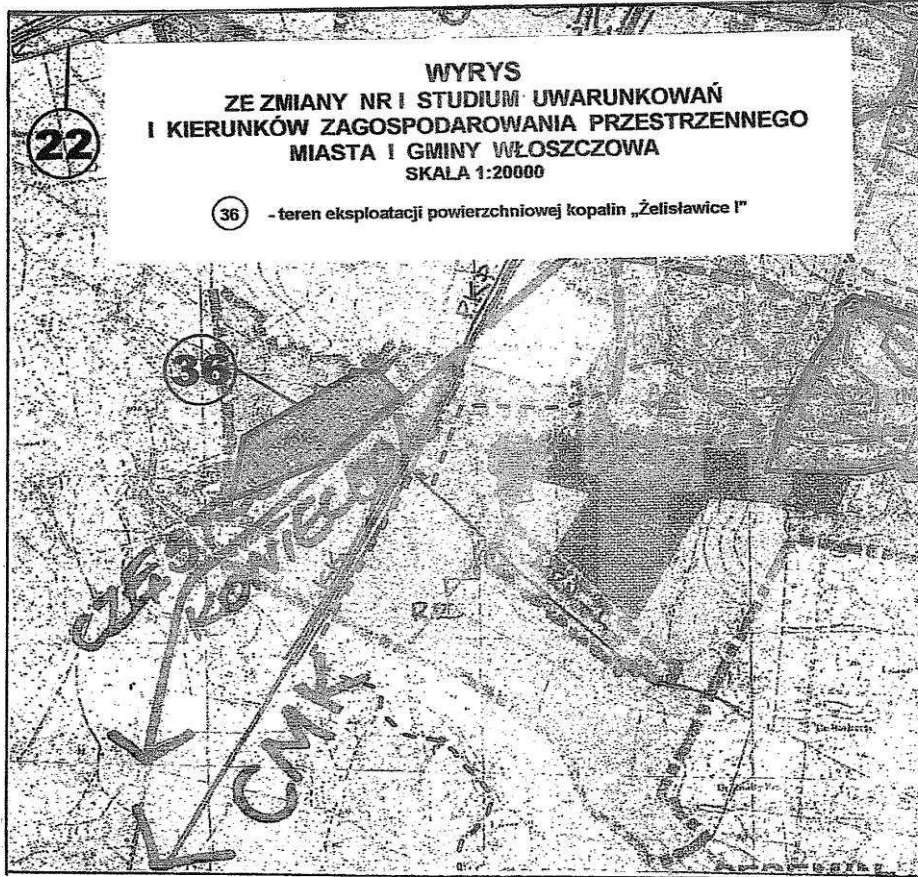 WYRYS
ZE ZMIANY NR I STUDIUM UWARUNKOWAŃ
I KIERUNKÓW ZAGOSPODAROWANIA PRZESTRZENNEGO
MIASTA I GMINY WŁOSZCZOWA
SKALA 1:20000
36 - teren eksploatacji powierzchniowej kopalin „Żelisławice I”
22
36
CMK